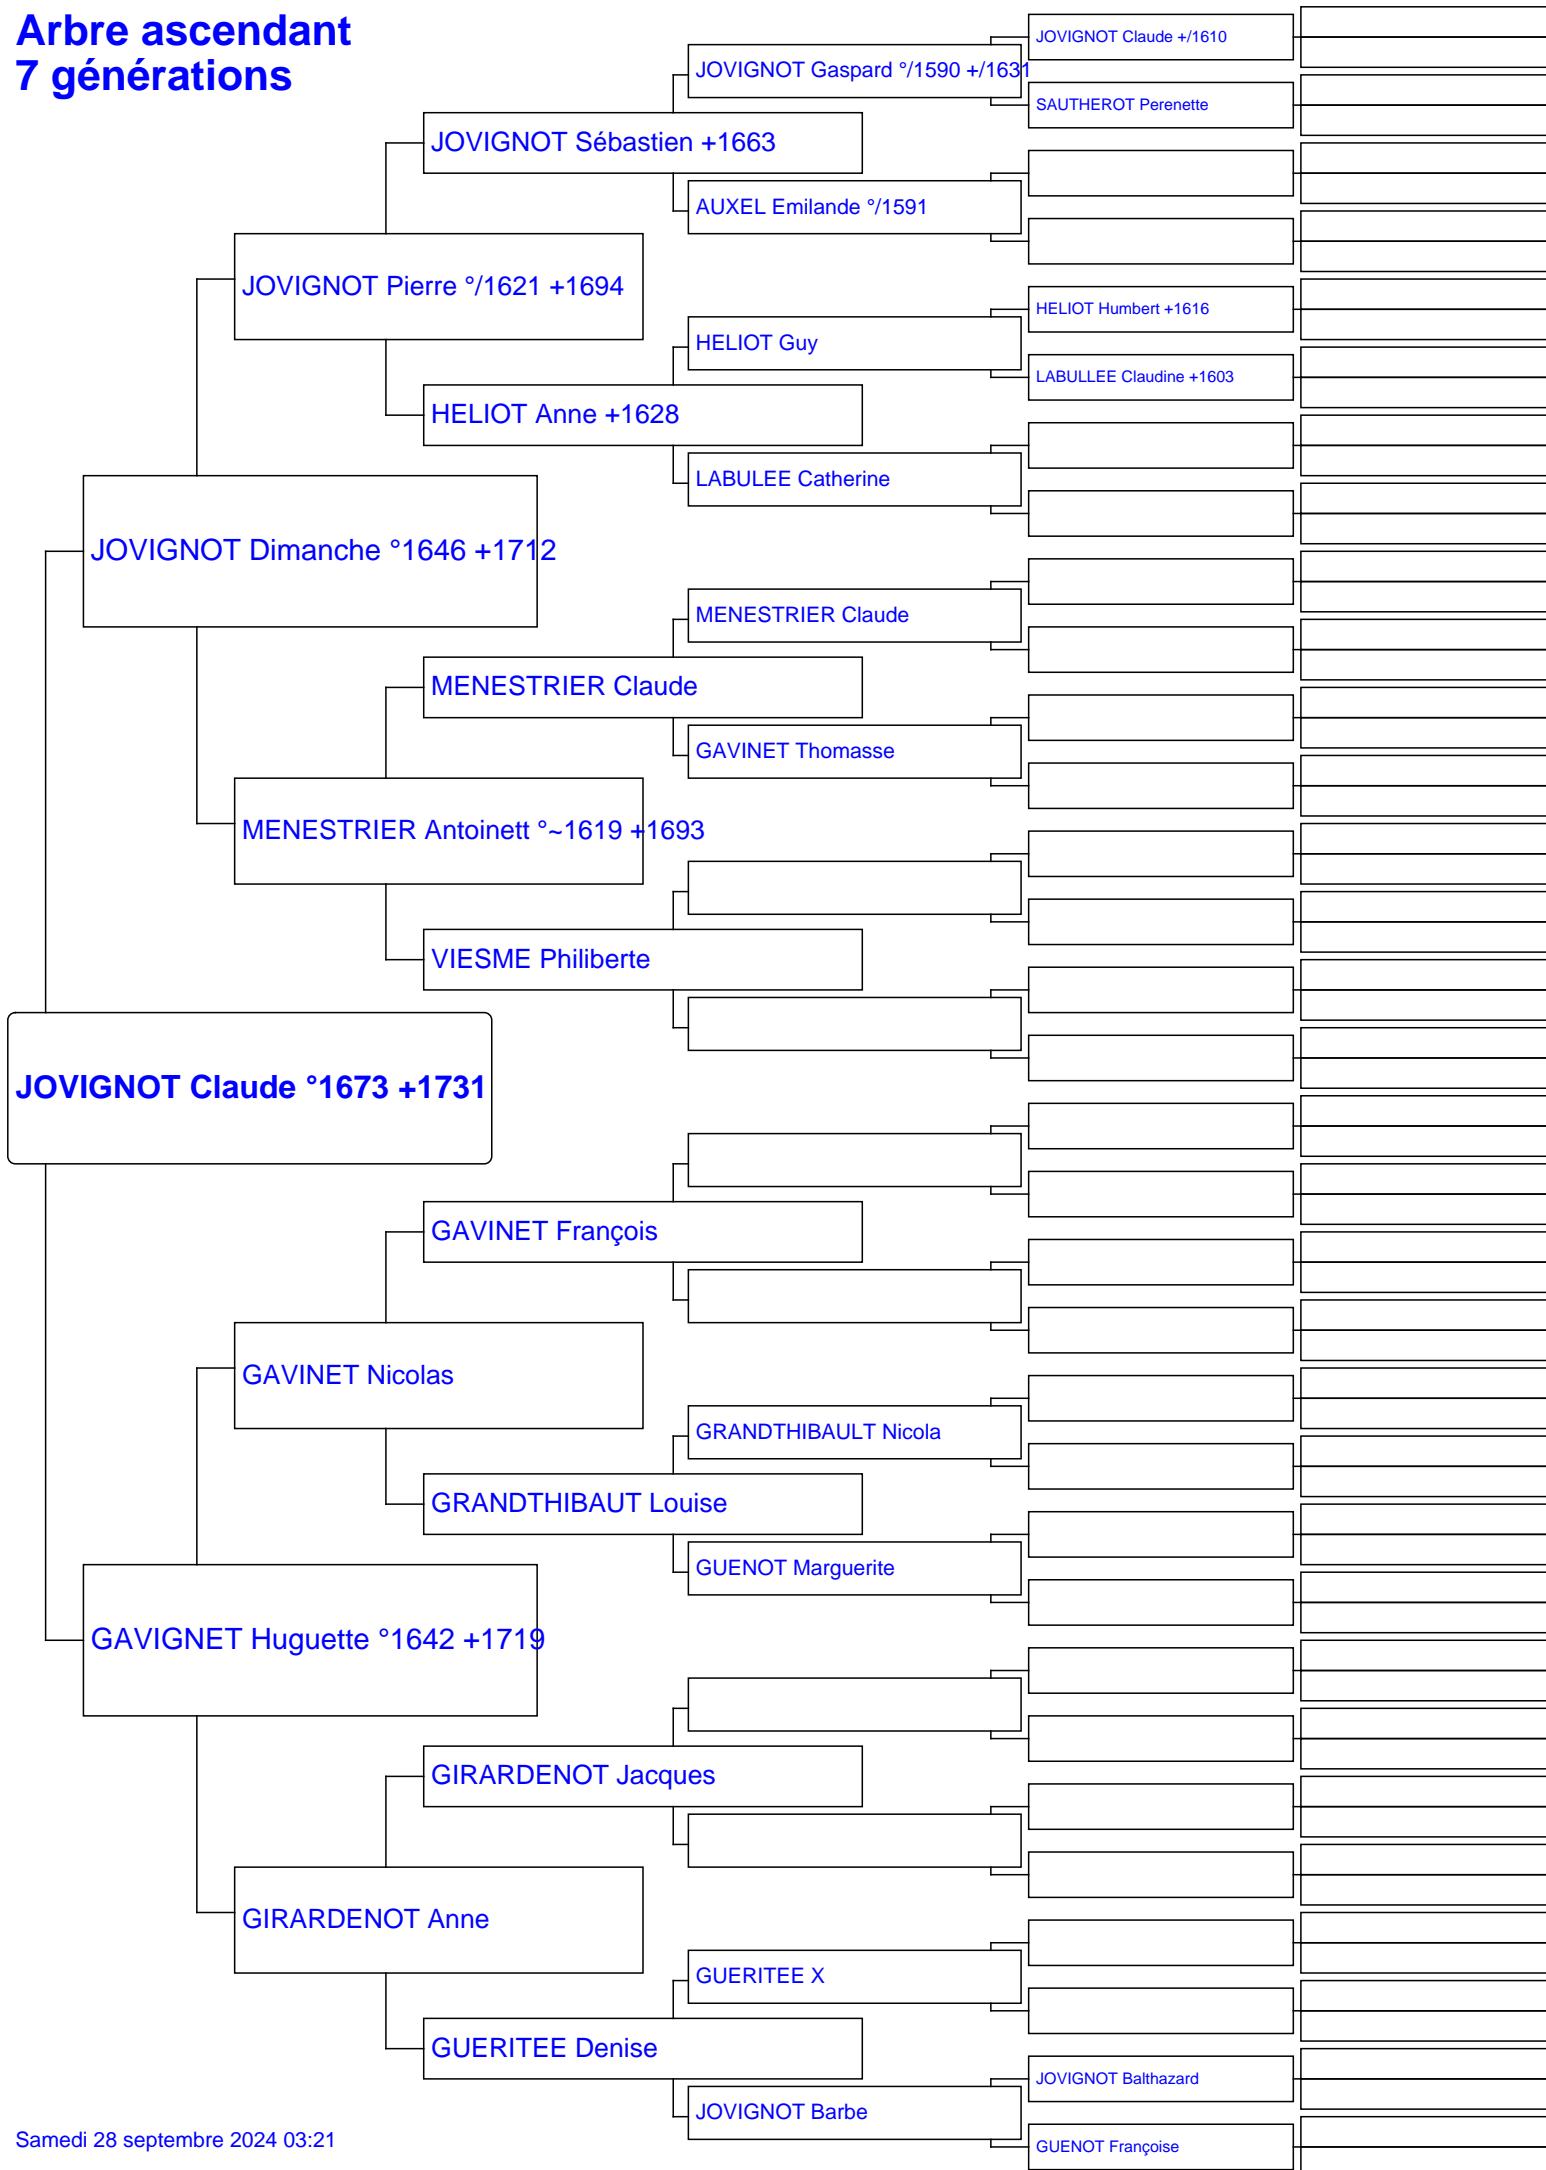 Arbre ascendant
7 générations
JOVIGNOT Claude +/1610
JOVIGNOT Gaspard °/1590 +/1631
SAUTHEROT Perenette
JOVIGNOT Sébastien +1663
AUXEL Emilande °/1591
JOVIGNOT Pierre °/1621 +1694
HELIOT Humbert +1616
HELIOT Guy
LABULLEE Claudine +1603
HELIOT Anne +1628
LABULEE Catherine
JOVIGNOT Dimanche °1646 +1712
MENESTRIER Claude
MENESTRIER Claude
GAVINET Thomasse
MENESTRIER Antoinett °~1619 +1693
VIESME Philiberte
JOVIGNOT Claude °1673 +1731
GAVINET François
GAVINET Nicolas
GRANDTHIBAULT Nicola
GRANDTHIBAUT Louise
GUENOT Marguerite
GAVIGNET Huguette °1642 +1719
GIRARDENOT Jacques
GIRARDENOT Anne
GUERITEE X
GUERITEE Denise
JOVIGNOT Balthazard
JOVIGNOT Barbe
GUENOT Françoise
Samedi 28 septembre 2024 03:21